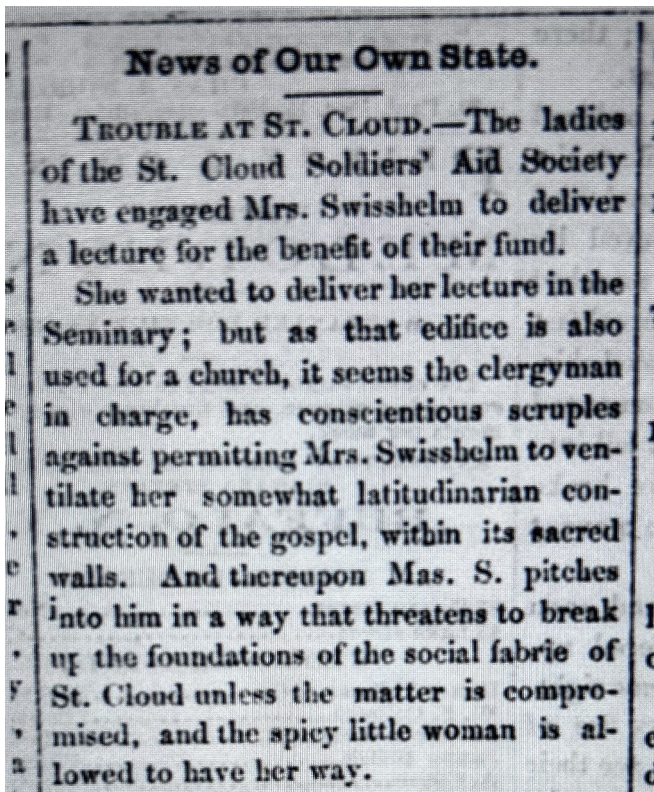 News of Our Own State.
TROUBLE AT ST. CLOUD.—The ladies
of the St. Cloud Soldiers' Aid Society
have engaged Mrs. Swisshelm to deliver
a lecture for the benefit of their fund.
She wanted to deliver her lecture in the
Seminary; but as that edifice is also
used for a church, it seems the clergyman
in charge, has conscientious scruples
against permitting Mrs. Swisshelm to ven-
tilate her somewhat latitudinarian con-
struction of the gospel, within its sacred
walls. And thereupon Mas. S. pitches
into him in a way that threatens to break
up the foundations of the social fabric of
St. Cloud unless the matter is compro-
mised, and the spicy little woman is al-
lowed to have her way.